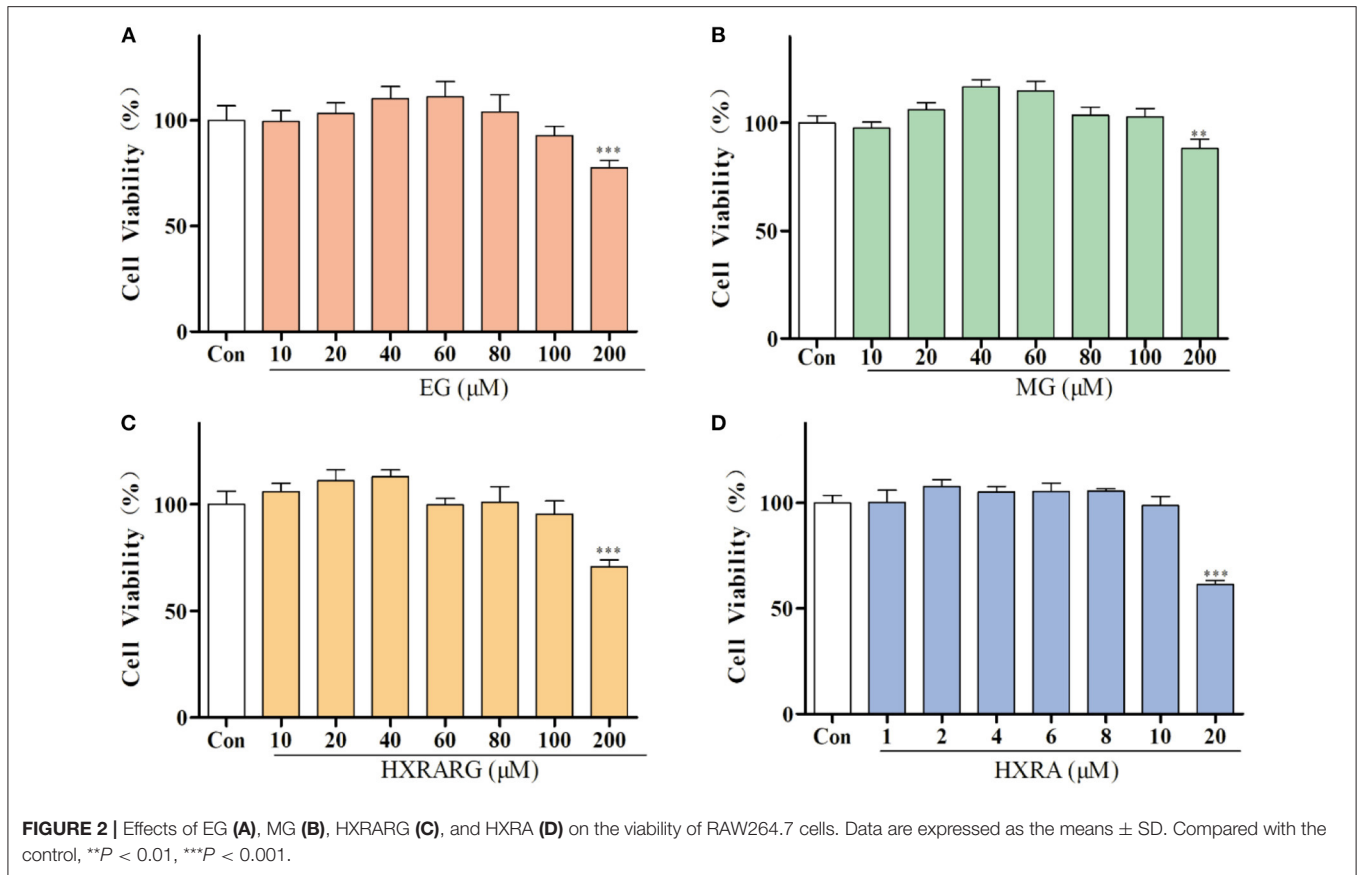 A
Cell Viability (%)
100
50
0
***
Con 10 20 40 60 80 100 200
EG (μM)
B
Cell Viability (%)
100
50
0
**
Con 10 20 40 60 80 100 200
MG (μM)
C
Cell Viability (%)
100
50
0
***
Con 10 20 40 60 80 100 200
HXRARG (μM)
D
Cell Viability (%)
100
50
0
***
Con 1 2 4 6 8 10 20
HXRA (μM)
FIGURE 2 | Effects of EG (A), MG (B), HXRARG (C), and HXRA (D) on the viability of RAW264.7 cells. Data are expressed as the means ± SD. Compared with the
control, **P < 0.01, ***P < 0.001.